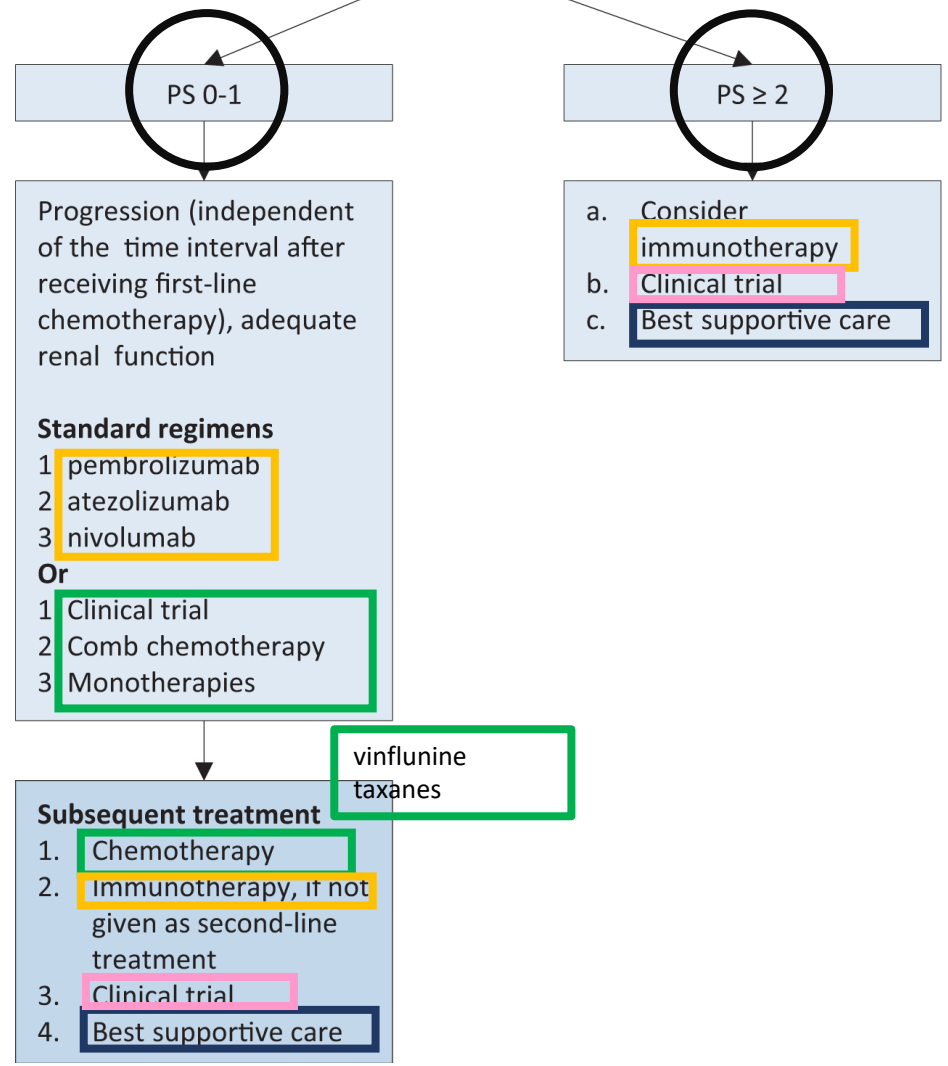 PS 0-1
Progression (independent
of the time interval after
receiving first-line
chemotherapy), adequate
renal function
Standard regimens
1 pembrolizumab
2 atezolizumab
3 nivolumab
Or
1 Clinical trial
2 Comb chemotherapy
3 Monotherapies
vinflunine
taxanes
Subsequent treatment
1. Chemotherapy
2. Immunotherapy, if not
given as second-line
treatment
3. Clinical trial
4. Best supportive care
PS ≥ 2
a. Consider
immunotherapy
b. Clinical trial
c. Best supportive care